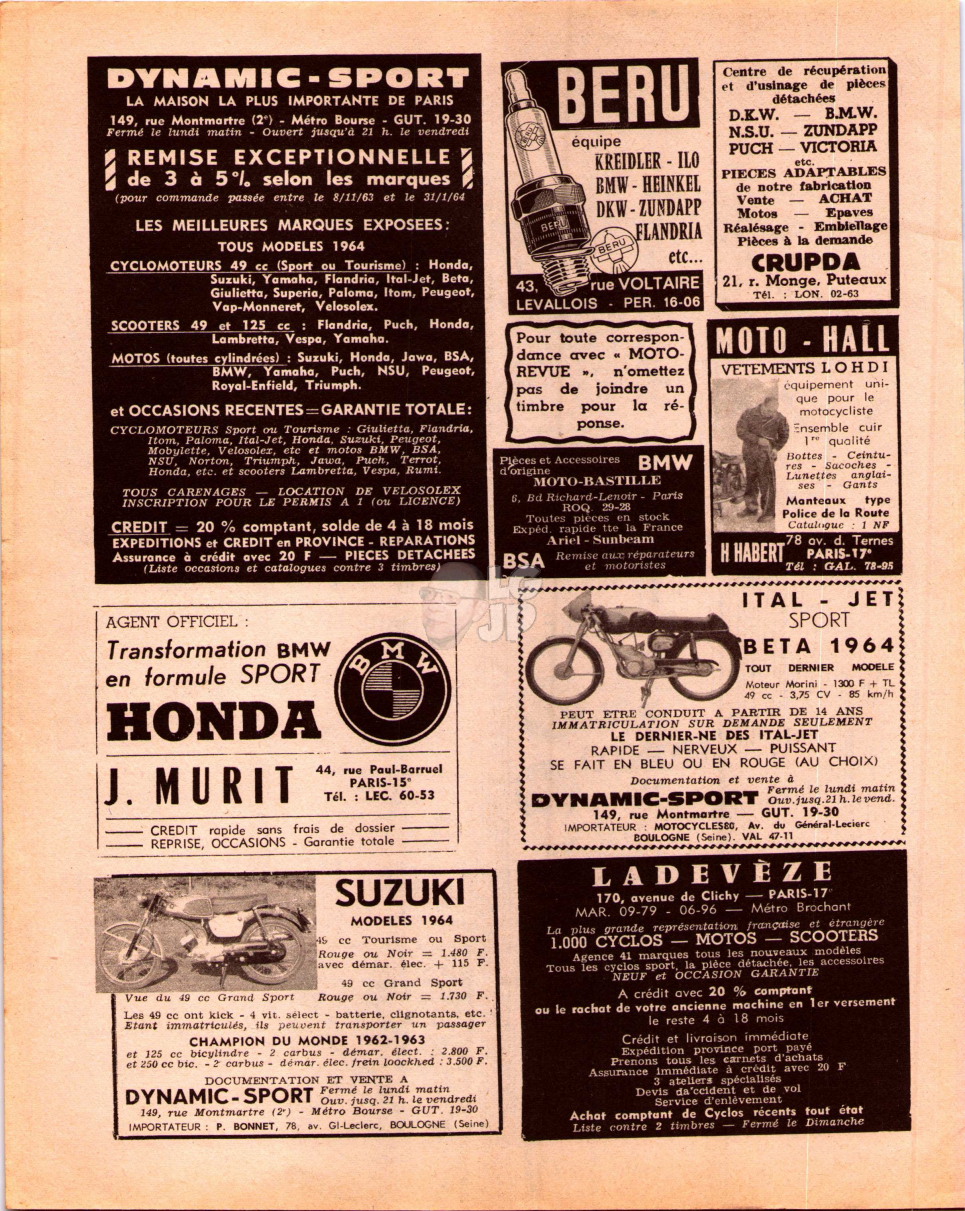 DYNAMIC-SPORT
LA MAISON LA PLUS IMPORTANTE DE PARIS
149, rue Montmartre (2e) - Métro Bourse - GUT. 19-30
Fermé le lundi matin - Ouvert jusqu'à 21 h. le vendredi
REMISE EXCEPTIONNELLE
de 3 à 5% selon les marques
(pour commande passée entre le 8/11/63 et le 31/1/64
LES MEILLEURES MARQUES EXPOSEES:
TOUS MODELES 1964
CYCLOMOTEURS 49 cc (Sport ou Tourisme) : Honda,
Suzuki, Yamaha, Flandria, Ital-Jet, Beta,
Giulietta, Superia, Paloma, Itom, Peugeot,
Vap-Monneret, Velosolex.
SCOOTERS 49 et 125 cc : Flandria, Puch, Honda,
Lambretta, Vespa, Yamaha.
MOTOS (toutes cylindrées) : Suzuki, Honda, Jawa, BSA,
BMW, Yamaha, Puch, NSU, Peugeot,
Royal-Enfield, Triumph.
et OCCASIONS RECENTES=GARANTIE TOTALE:
CYCLOMOTEURS Sport ou Tourisme : Giulietta, Flandria,
Itom, Paloma, Ital-Jet, Honda, Suzuki, Peugeot,
Mobylette, Velosolex, etc et motos BMW, BSA,
NSU, Norton, Triumph, Jawa, Puch, Terrot,
Honda, etc. et scooters Lambretta, Vespa, Rumi.
TOUS CARENAGES — LOCATION DE VELOSOLEX
INSCRIPTION POUR LE PERMIS A 1 (ou LICENCE)
CREDIT = 20 % comptant, solde de 4 à 18 mois
EXPEDITIONS et CREDIT en PROVINCE - REPARATIONS
Assurance à crédit avec 20 F — PIECES DETACHEES
(Liste occasions et catalogues contre 3 timbres)
BERU
équipe
KREIDLER - ILO
BMW - HEINKEL
DKW - ZUNDAPP
FLANDRIA
etc...
BERU
BERU
43, rue VOLTAIRE
LEVALLOIS - PER. 16-06
Centre de récupération
et d'usinage de pièces
détachées
D.K.W. — B.M.W.
N.S.U. — ZUNDAPP
PUCH — VICTORIA
etc.
PIECES ADAPTABLES
de notre fabrication
Vente — ACHAT
Motos — Epaves
Réalésage - Embiellage
Pièces à la demande
CRUPDA
21, r. Monge, Puteaux
Tél. : LON. 02-63
Pour toute correspon-
dance avec « MOTO-
REVUE », n'omettez
pas de joindre un
timbre pour la ré-
ponse.
Pièces et Accessoires
d'origine BMW
MOTO-BASTILLE
6, Bd Richard-Lenoir - Paris
ROQ. 29-28
Toutes pièces en stock
Expéd. rapide tte la France
Ariel - Sunbeam
BSA Remise aux réparateurs
et motoristes
MOTO - HALL
VETEMENTS LOHDI
équipement uni-
que pour le
motocycliste
Ensemble cuir
1re qualité
Bottes - Ceintu-
res - Sacoches -
Lunettes anglai-
ses - Gants
Manteaux type
Police de la Route
Catalogue : 1 NF
H HABERT 78 av. d. Ternes
PARIS-17e
Tél : GAL. 78-95
LG
JP
AGENT OFFICIEL :
Transformation BMW
en formule SPORT
BMW
HONDA
J. MURIT
44, rue Paul-Barruel
PARIS-15e
Tél. : LEC. 60-53
CREDIT rapide sans frais de dossier
REPRISE, OCCASIONS - Garantie totale
ITAL - JET
SPORT
BETA 1964
TOUT DERNIER MODELE
Moteur Morini - 1300 F + TL
49 cc - 3,75 CV - 85 km/h
PEUT ETRE CONDUIT A PARTIR DE 14 ANS
IMMATRICULATION SUR DEMANDE SEULEMENT
LE DERNIER-NE DES ITAL-JET
RAPIDE — NERVEUX — PUISSANT
SE FAIT EN BLEU OU EN ROUGE (AU CHOIX)
Documentation et vente à
DYNAMIC-SPORT Fermé le lundi matin
Ouv. jusq. 21 h. le vend.
149, rue Montmartre — GUT. 19-30
IMPORTATEUR : MOTOCYCLES80, Av. du Général-Leclerc
BOULOGNE (Seine). VAL 47-11
SUZUKI
MODELES 1964
49 cc Tourisme ou Sport
Rouge ou Noir = 1.480 F.
avec démar. élec. + 115 F.
49 cc Grand Sport
Vue du 49 cc Grand Sport Rouge ou Noir = 1.730 F.
Les 49 cc ont kick - 4 vit. sélect - batterie, clignotants, etc.
Etant immatriculés, ils peuvent transporter un passager
CHAMPION DU MONDE 1962-1963
et 125 cc bicylindre - 2 carbus - démar. élect. : 2.800 F.
et 250 cc bic. - 2 carbus - démar. élec. frein loockhed : 3.500 F.
DOCUMENTATION ET VENTE A
DYNAMIC-SPORT Fermé le lundi matin
Ouv. jusq. 21 h. le vendredi
149, rue Montmartre (2e) - Métro Bourse - GUT. 19-30
IMPORTATEUR : P. BONNET, 78, av. Gl-Leclerc, BOULOGNE (Seine)
LADEVÈZE
170, avenue de Clichy — PARIS-17e
MAR. 09-79 - 06-96 — Métro Brochant
La plus grande représentation française et étrangère
1.000 CYCLOS — MOTOS — SCOOTERS
Agence 41 marques tous les nouveaux modèles
Tous les cyclos sport, la pièce détachée, les accessoires
NEUF et OCCASION GARANTIE
A crédit avec 20 % comptant
ou le rachat de votre ancienne machine en 1er versement
le reste 4 à 18 mois
Crédit et livraison immédiate
Expédition province port payé
Prenons tous les carnets d'achats
Assurance immédiate à crédit avec 20 F
3 ateliers spécialisés
Devis da'ccident et de vol
Service d'enlèvement
Achat comptant de Cyclos récents tout état
Liste contre 2 timbres — Fermé le Dimanche